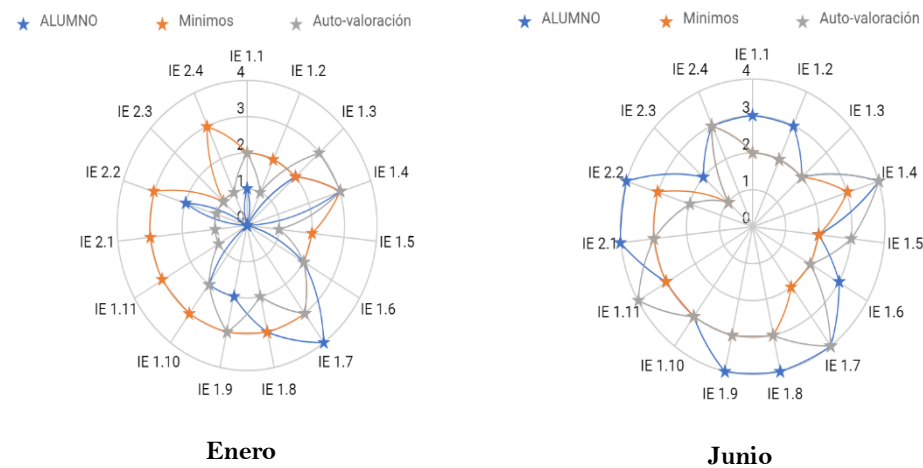 ALUMNO Minimos Auto-valoración
IE 1.1
IE 1.2
IE 1.3
IE 1.4
IE 1.5
IE 1.6
IE 1.7
IE 1.8
IE 1.9
IE 1.10
IE 1.11
IE 2.1
IE 2.2
IE 2.3
IE 2.4
4
3
2
1
0
Enero
ALUMNO Minimos Auto-valoración
IE 1.1
IE 1.2
IE 1.3
IE 1.4
IE 1.5
IE 1.6
IE 1.7
IE 1.8
IE 1.9
IE 1.10
IE 1.11
IE 2.1
IE 2.2
IE 2.3
IE 2.4
4
3
2
1
0
Junio